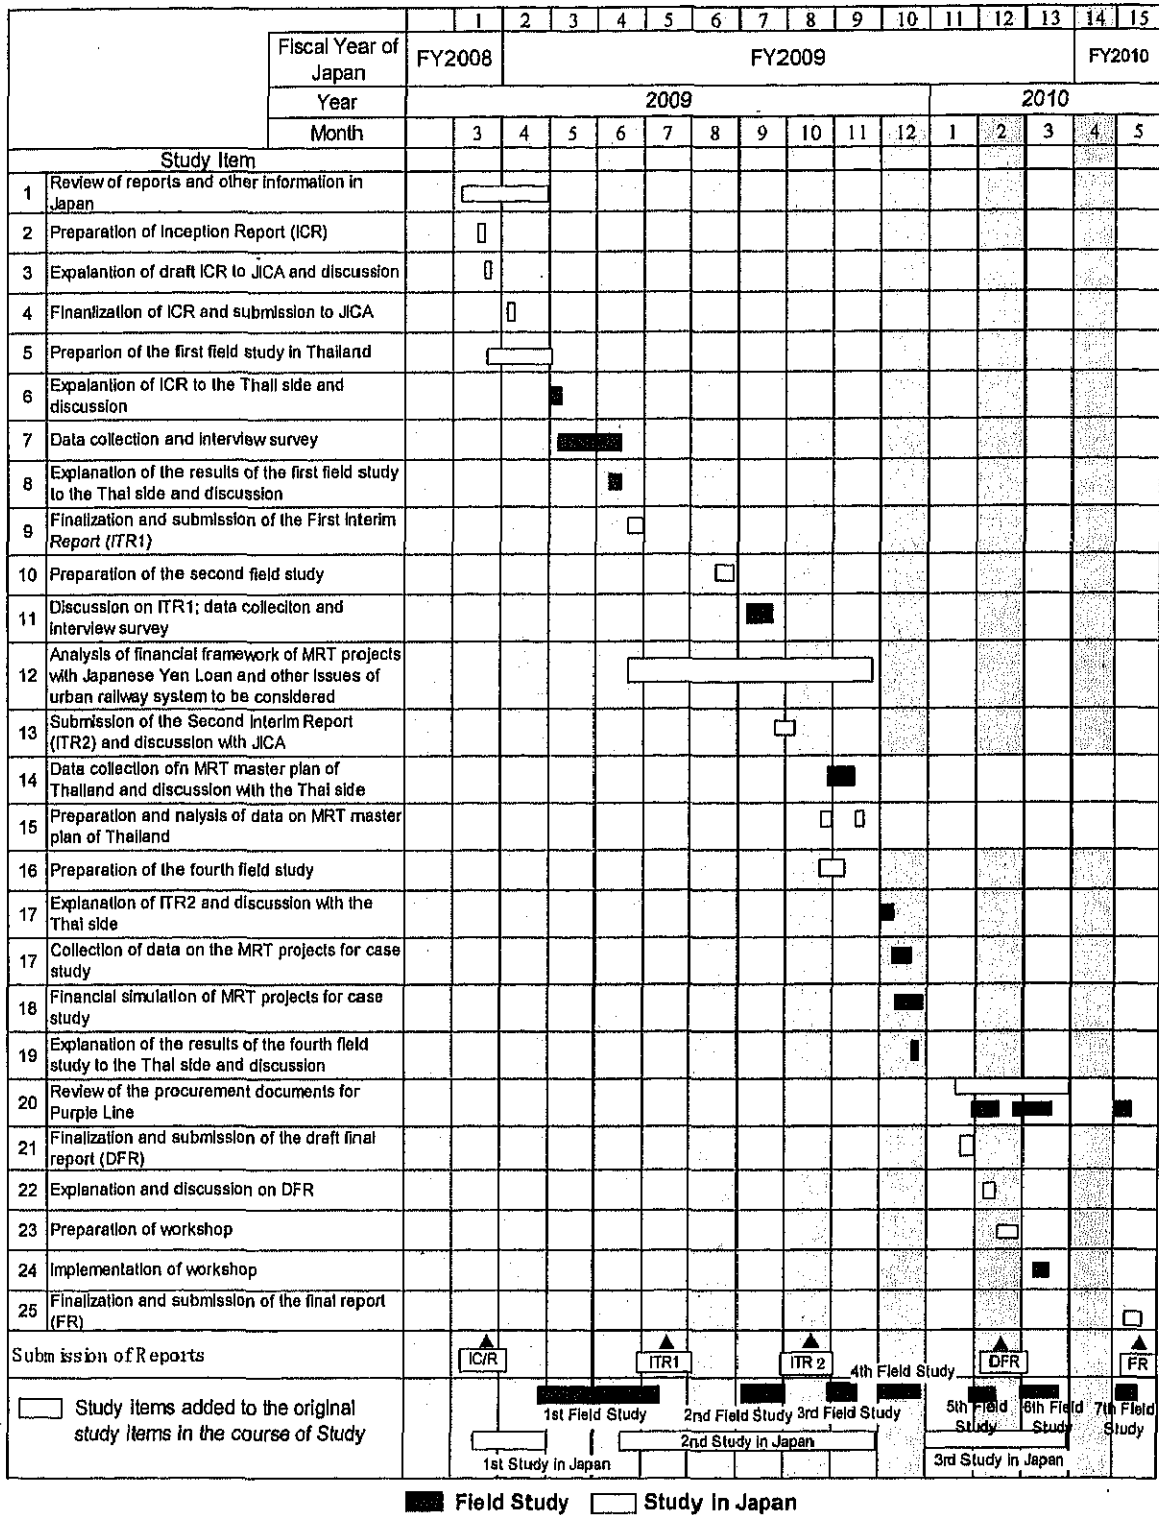 1 2 3 4 5 6 7 8 9 10 11 12 13 14 15
Fiscal Year of
Japan
FY2008 FY2009 FY2010
Year 2009 2010
Month 3 4 5 6 7 8 9 10 11 12 1 2 3 4 5
Study Item
1 Review of reports and other information in
Japan
2 Preparation of Inception Report (ICR)
3 Expalantion of draft ICR to JICA and discussion
4 Finanlization of ICR and submission to JICA
5 Preparion of the first field study in Thailand
6 Expalantion of ICR to the Thall side and
discussion
7 Data collection and interview survey
8 Explanation of the results of the first field study
to the Thai side and discussion
9 Finalization and submission of the First Interim
Report (ITR1)
10 Preparation of the second field study
11 Discussion on ITR1; data colleciton and
interview survey
12 Analysis of financial framework of MRT projects
with Japanese Yen Loan and other issues of
urban railway system to be considered
13 Submission of the Second Interim Report
(ITR2) and discussion with JICA
14 Data collection ofn MRT master plan of
Thailand and discussion with the Thai side
15 Preparation and nalysis of data on MRT master
plan of Thailand
16 Preparation of the fourth field study
17 Explanation of ITR2 and discussion with the
Thai side
17 Collection of data on the MRT projects for case
study
18 Financial simulation of MRT projects for case
study
19 Explanation of the results of the fourth field
study to the Thai side and discussion
20 Review of the procurement documents for
Purple Line
21 Finalization and submission of the draft final
report (DFR)
22 Explanation and discussion on DFR
23 Preparation of workshop
24 Implementation of workshop
25 Finalization and submission of the final report
(FR)
Submission of Reports IC/R ITR1 ITR 2 DFR FR
4th Field Study
Study items added to the original
study items in the course of Study
1st Field Study 2nd Field Study 3rd Field Study 5th Field
Study 6th Field
Study 7th Field
Study
1st Study in Japan 2nd Study in Japan 3rd Study in Japan
Field Study Study in Japan